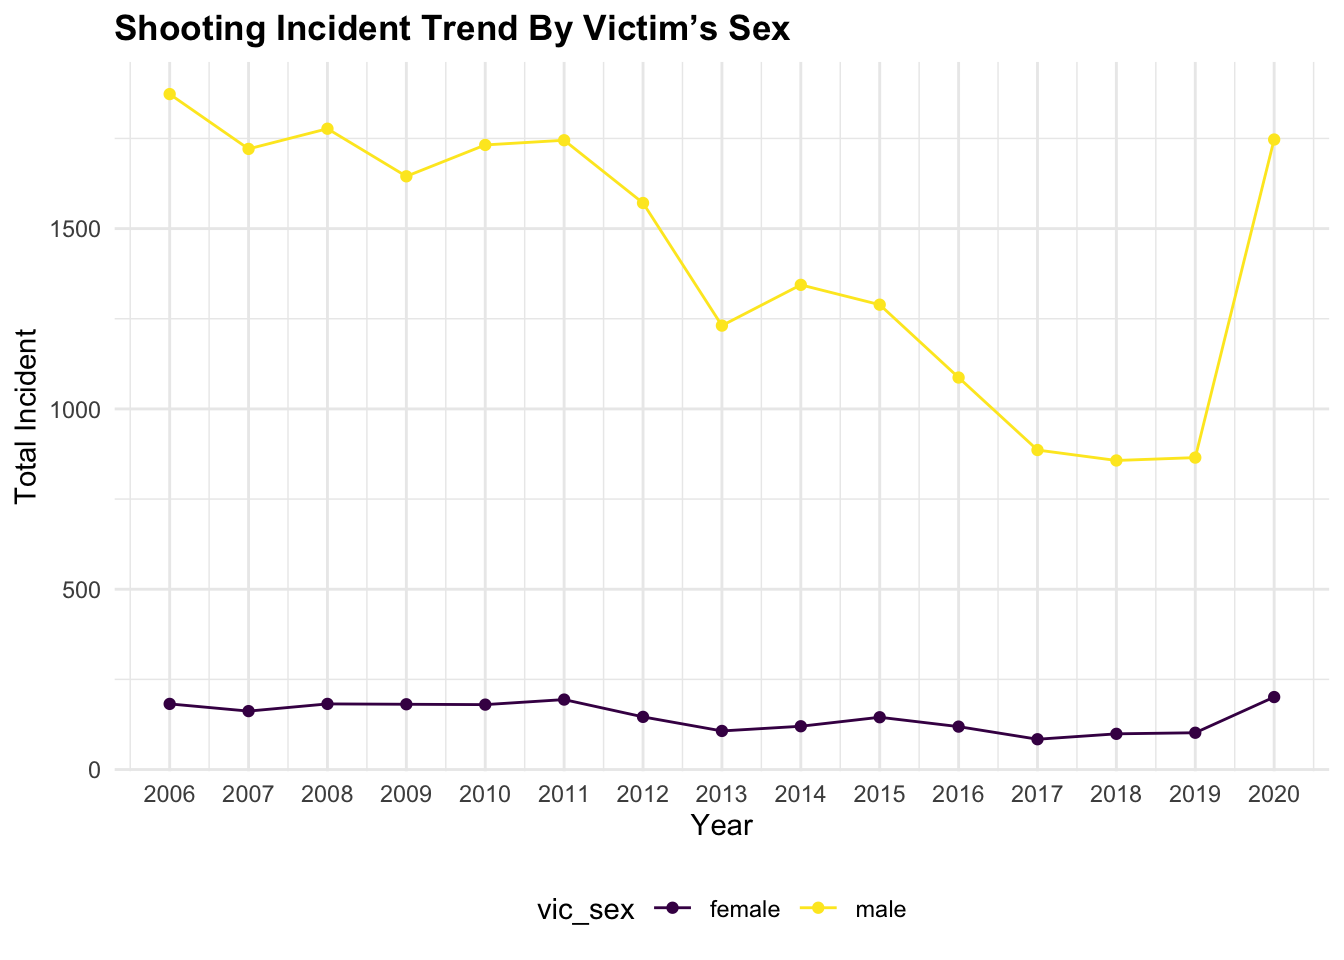 Shooting Incident Trend By Victim’s Sex
Total Incident
1500
1000
500
0
2006 2007 2008 2009 2010 2011 2012 2013 2014 2015 2016 2017 2018 2019 2020
Year
vic_sex female male